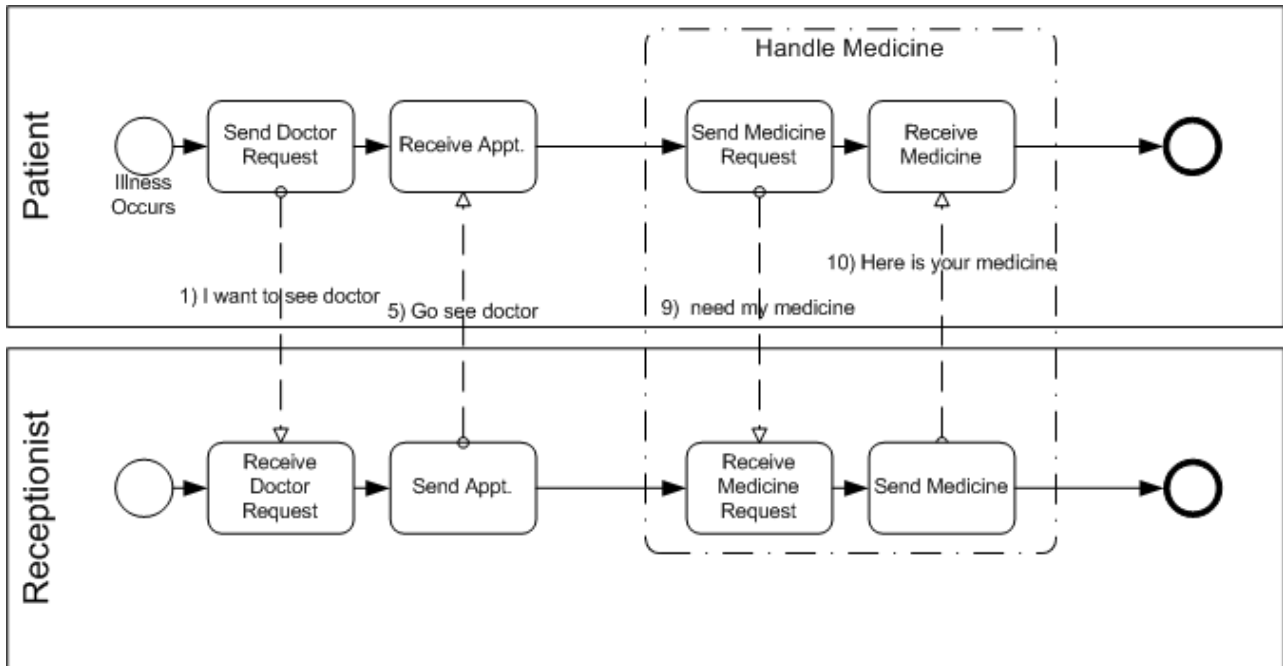 Patient
Handle Medicine
Send Doctor
Request
Receive Appt.
Send Medicine
Request
Receive
Medicine
Illness
Occurs
1) I want to see doctor
5) Go see doctor
9)  need my medicine
10) Here is your medicine
Receptionist
Receive
Doctor
Request
Send Appt.
Receive
Medicine
Request
Send Medicine